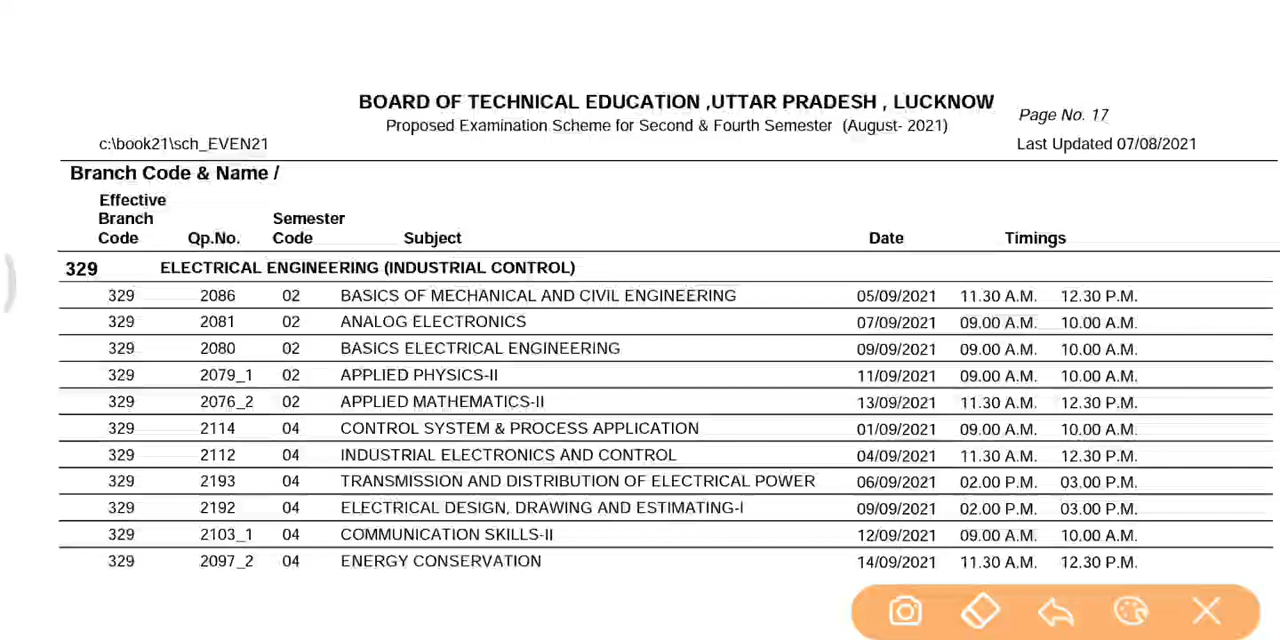 BOARD OF TECHNICAL EDUCATION ,UTTAR PRADESH , LUCKNOW
Page No. 17
Proposed Examination Scheme for Second & Fourth Semester (August- 2021)
c:\book21\sch_EVEN21 Last Updated 07/08/2021
Branch Code & Name /
Effective
Branch Semester
Code Qp.No. Code Subject Date Timings
329 ELECTRICAL ENGINEERING (INDUSTRIAL CONTROL)
329 2086 02 BASICS OF MECHANICAL AND CIVIL ENGINEERING 05/09/2021 11.30 A.M. 12.30 P.M.
329 2081 02 ANALOG ELECTRONICS 07/09/2021 09.00 A.M. 10.00 A.M.
329 2080 02 BASICS ELECTRICAL ENGINEERING 09/09/2021 09.00 A.M. 10.00 A.M.
329 2079_1 02 APPLIED PHYSICS-II 11/09/2021 09.00 A.M. 10.00 A.M.
329 2076_2 02 APPLIED MATHEMATICS-II 13/09/2021 11.30 A.M. 12.30 P.M.
329 2114 04 CONTROL SYSTEM & PROCESS APPLICATION 01/09/2021 09.00 A.M. 10.00 A.M.
329 2112 04 INDUSTRIAL ELECTRONICS AND CONTROL 04/09/2021 11.30 A.M. 12.30 P.M.
329 2193 04 TRANSMISSION AND DISTRIBUTION OF ELECTRICAL POWER 06/09/2021 02.00 P.M. 03.00 P.M.
329 2192 04 ELECTRICAL DESIGN, DRAWING AND ESTIMATING-I 09/09/2021 02.00 P.M. 03.00 P.M.
329 2103_1 04 COMMUNICATION SKILLS-II 12/09/2021 09.00 A.M. 10.00 A.M.
329 2097_2 04 ENERGY CONSERVATION 14/09/2021 11.30 A.M. 12.30 P.M.